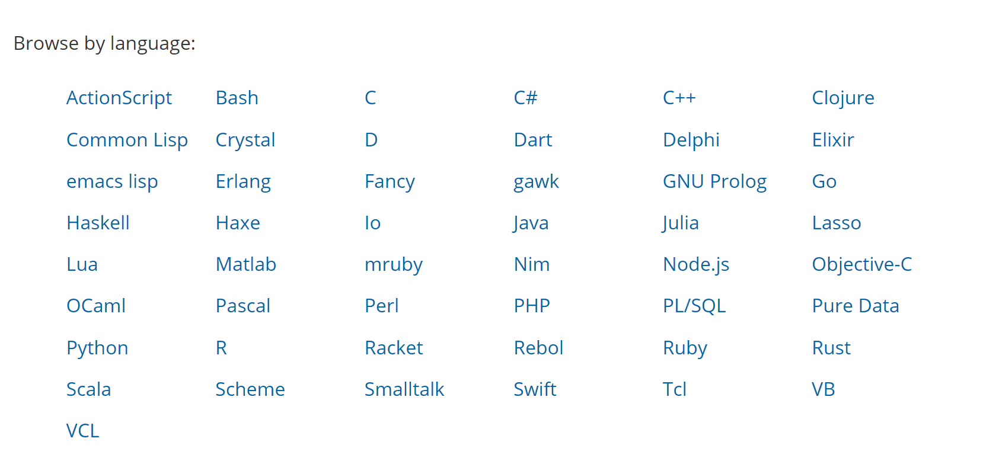 Browse by language:
ActionScript Bash C C# C++ Clojure
Common Lisp Crystal D Dart Delphi Elixir
emacs lisp Erlang Fancy gawk GNU Prolog Go
Haskell Haxe Io Java Julia Lasso
Lua Matlab mruby Nim Node.js Objective-C
OCaml Pascal Perl PHP PL/SQL Pure Data
Python R Racket Rebol Ruby Rust
Scala Scheme Smalltalk Swift Tcl VB
VCL